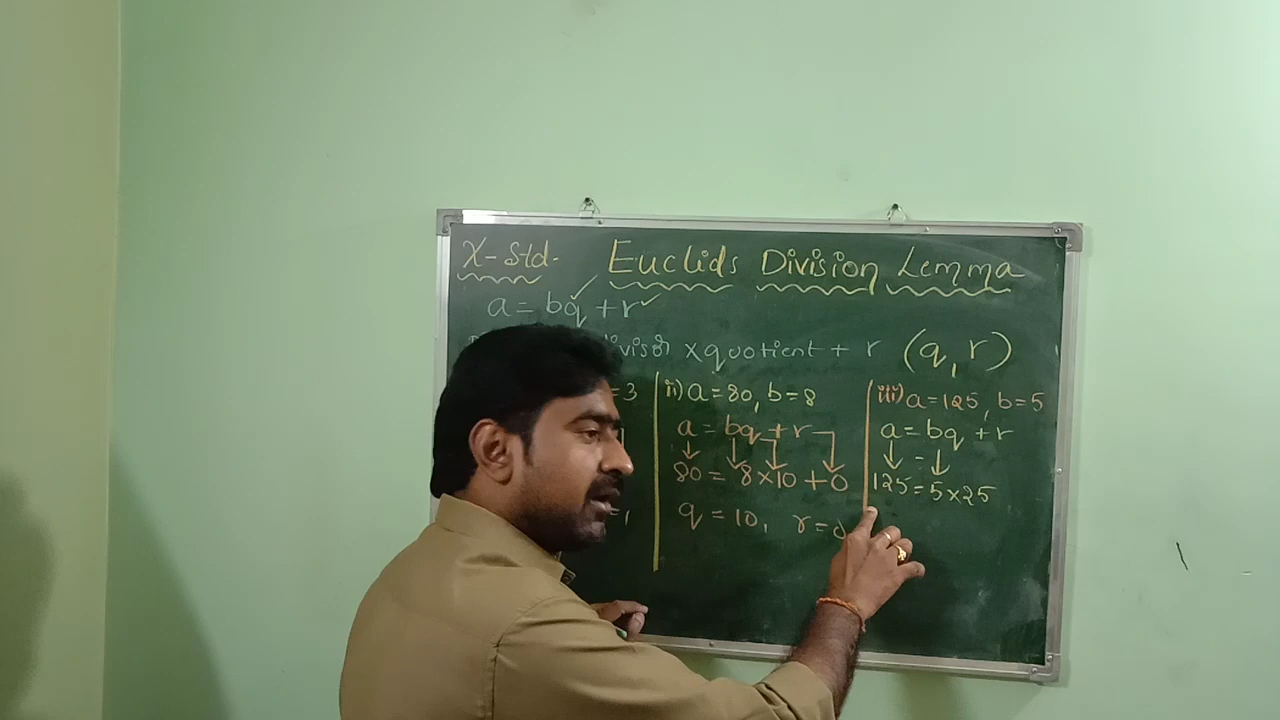 X-Std. Euclids Division Lemma
a = bq + r
x quotient + r (q, r)
= 3
ii) a = 80, b = 8
a = bq + r
80 = 8 x 10 + 0
q = 10, r = 0
iii) a = 125, b = 5
a = bq + r
125 = 5 x 25